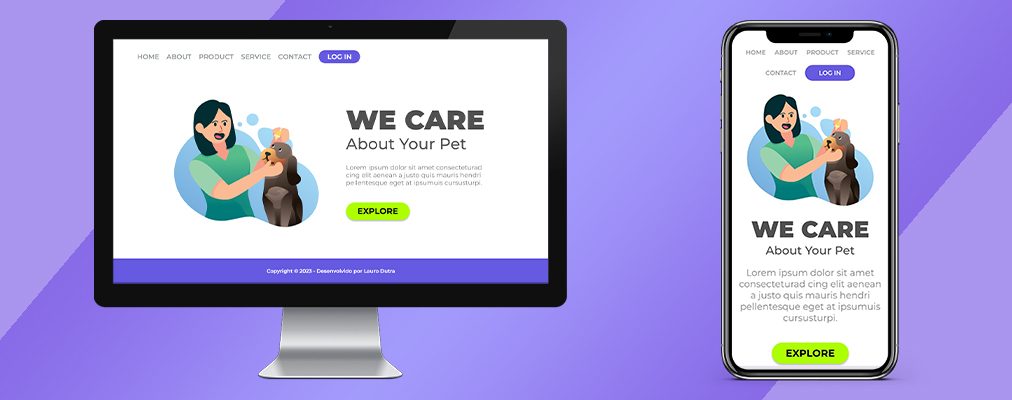 HOME ABOUT PRODUCT SERVICE CONTACT LOG IN
WE CARE
About Your Pet
Lorem ipsum dolor sit amet consecteturad
cing elit aenean a justo quis mauris hendri
pellentesque eget at ipsumuis cursusturpi.
EXPLORE
Copyright © 2023 - Desenvolvido por Lauro Dutra
HOME ABOUT PRODUCT SERVICE
CONTACT LOG IN
WE CARE
About Your Pet
Lorem ipsum dolor sit amet
consecteturad cing elit aenean
a justo quis mauris hendri
pellentesque eget at ipsumuis
cursusturpi.
EXPLORE